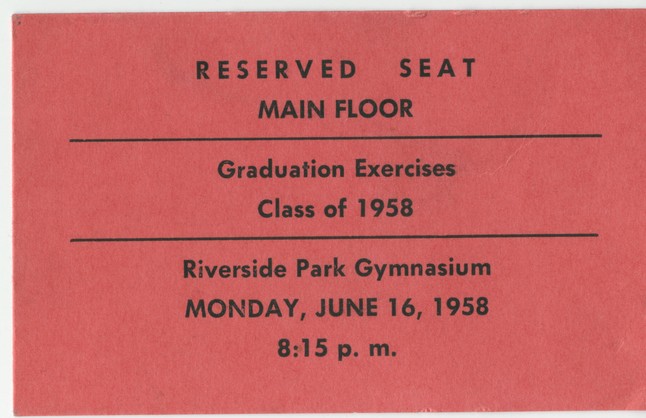 RESERVED SEAT
MAIN FLOOR
Graduation Exercises
Class of 1958
Riverside Park Gymnasium
MONDAY, JUNE 16, 1958
8:15 p. m.